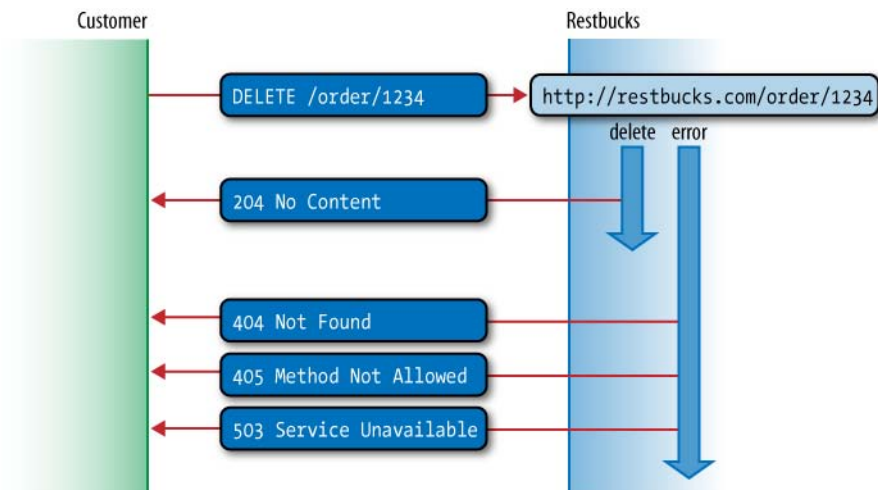 Customer
Restbucks
DELETE /order/1234
http://restbucks.com/order/1234
delete
error
204 No Content
404 Not Found
405 Method Not Allowed
503 Service Unavailable